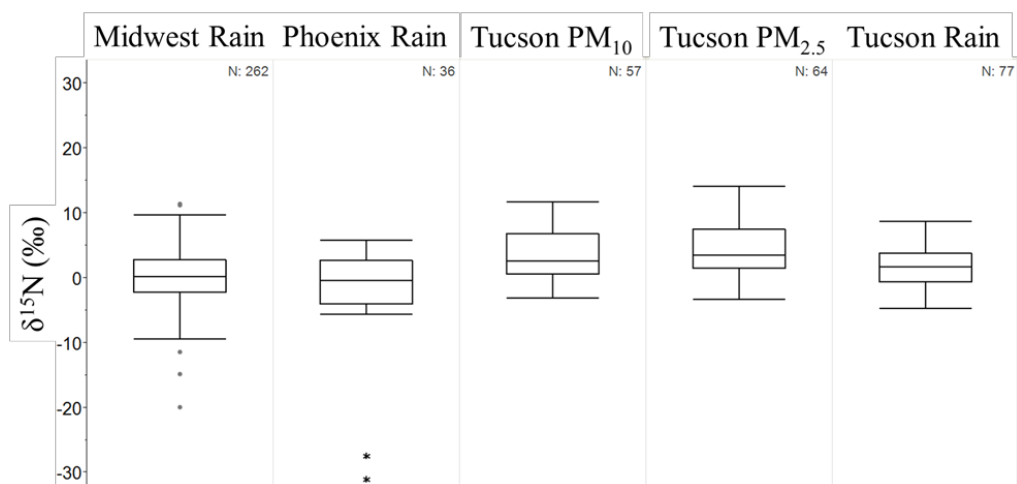 Midwest Rain
Phoenix Rain
Tucson PM₁₀
Tucson PM₂.₅
Tucson Rain
N: 262
N: 36
N: 57
N: 64
N: 77
δ¹⁵N (‰)
30
20
10
0
-10
-20
-30